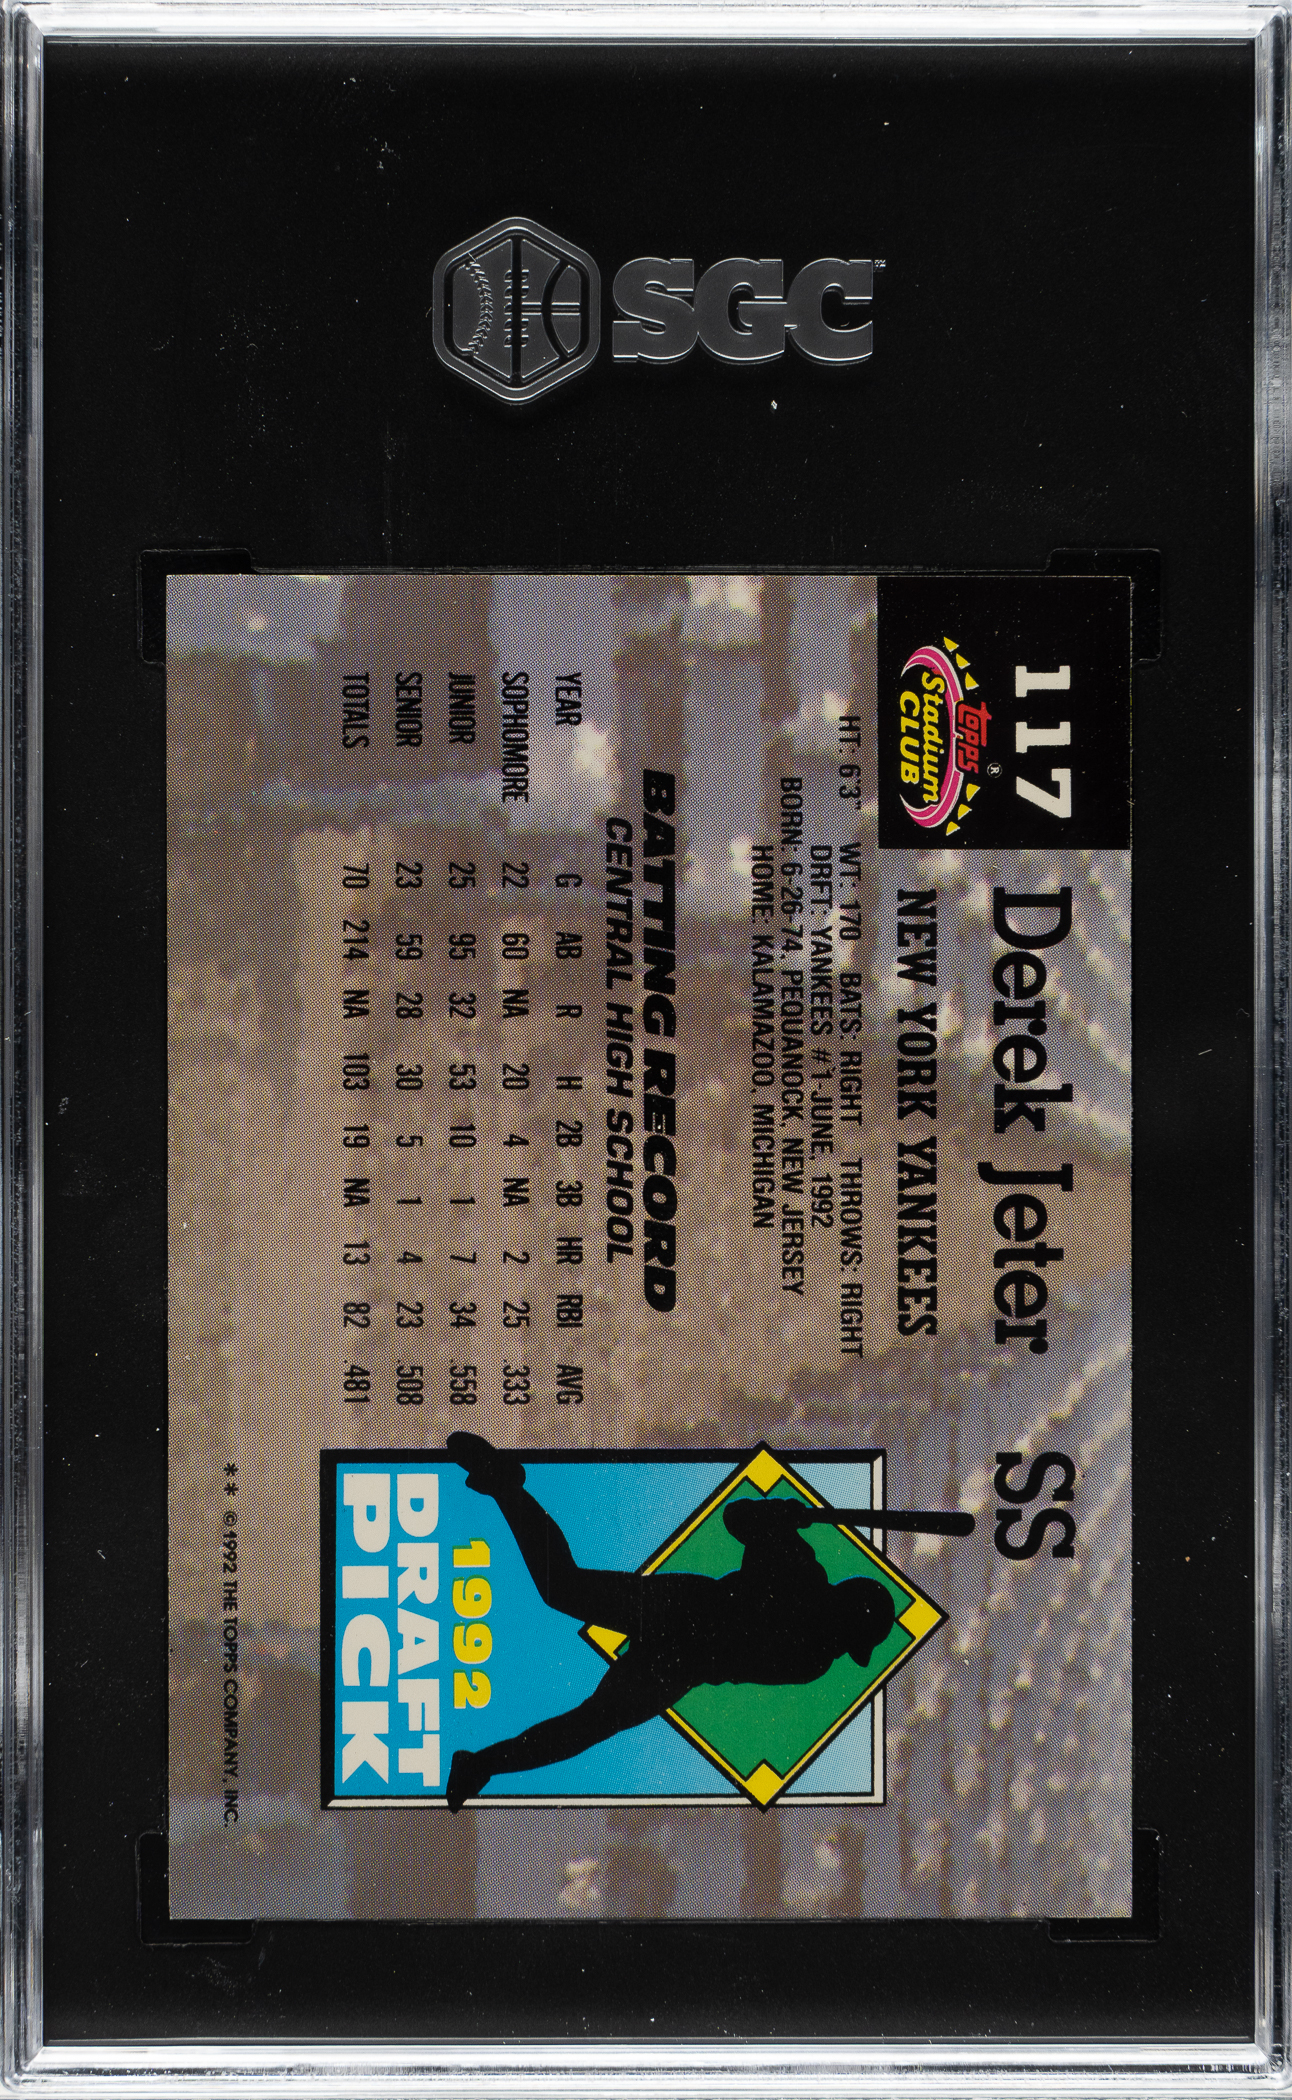 SGC™
117
Derek Jeter SS
topps®
Stadium
CLUB
NEW YORK YANKEES
HT: 6'3" WT: 170 BATS: RIGHT THROWS: RIGHT
DRFT: YANKEES #1-JUNE, 1992
BORN: 6-26-74, PEQUANOCK, NEW JERSEY
HOME: KALAMAZOO, MICHIGAN
BATTING RECORD
CENTRAL HIGH SCHOOL
YEAR G AB R H 2B 3B HR RBI AVG
SOPHOMORE 22 60 NA 20 4 NA 2 25 .333
JUNIOR 25 95 32 53 10 1 7 34 .558
SENIOR 23 59 28 30 5 1 4 23 .508
TOTALS 70 214 NA 103 19 NA 13 82 .481
1992
DRAFT
PICK
** ©1992 THE TOPPS COMPANY, INC.